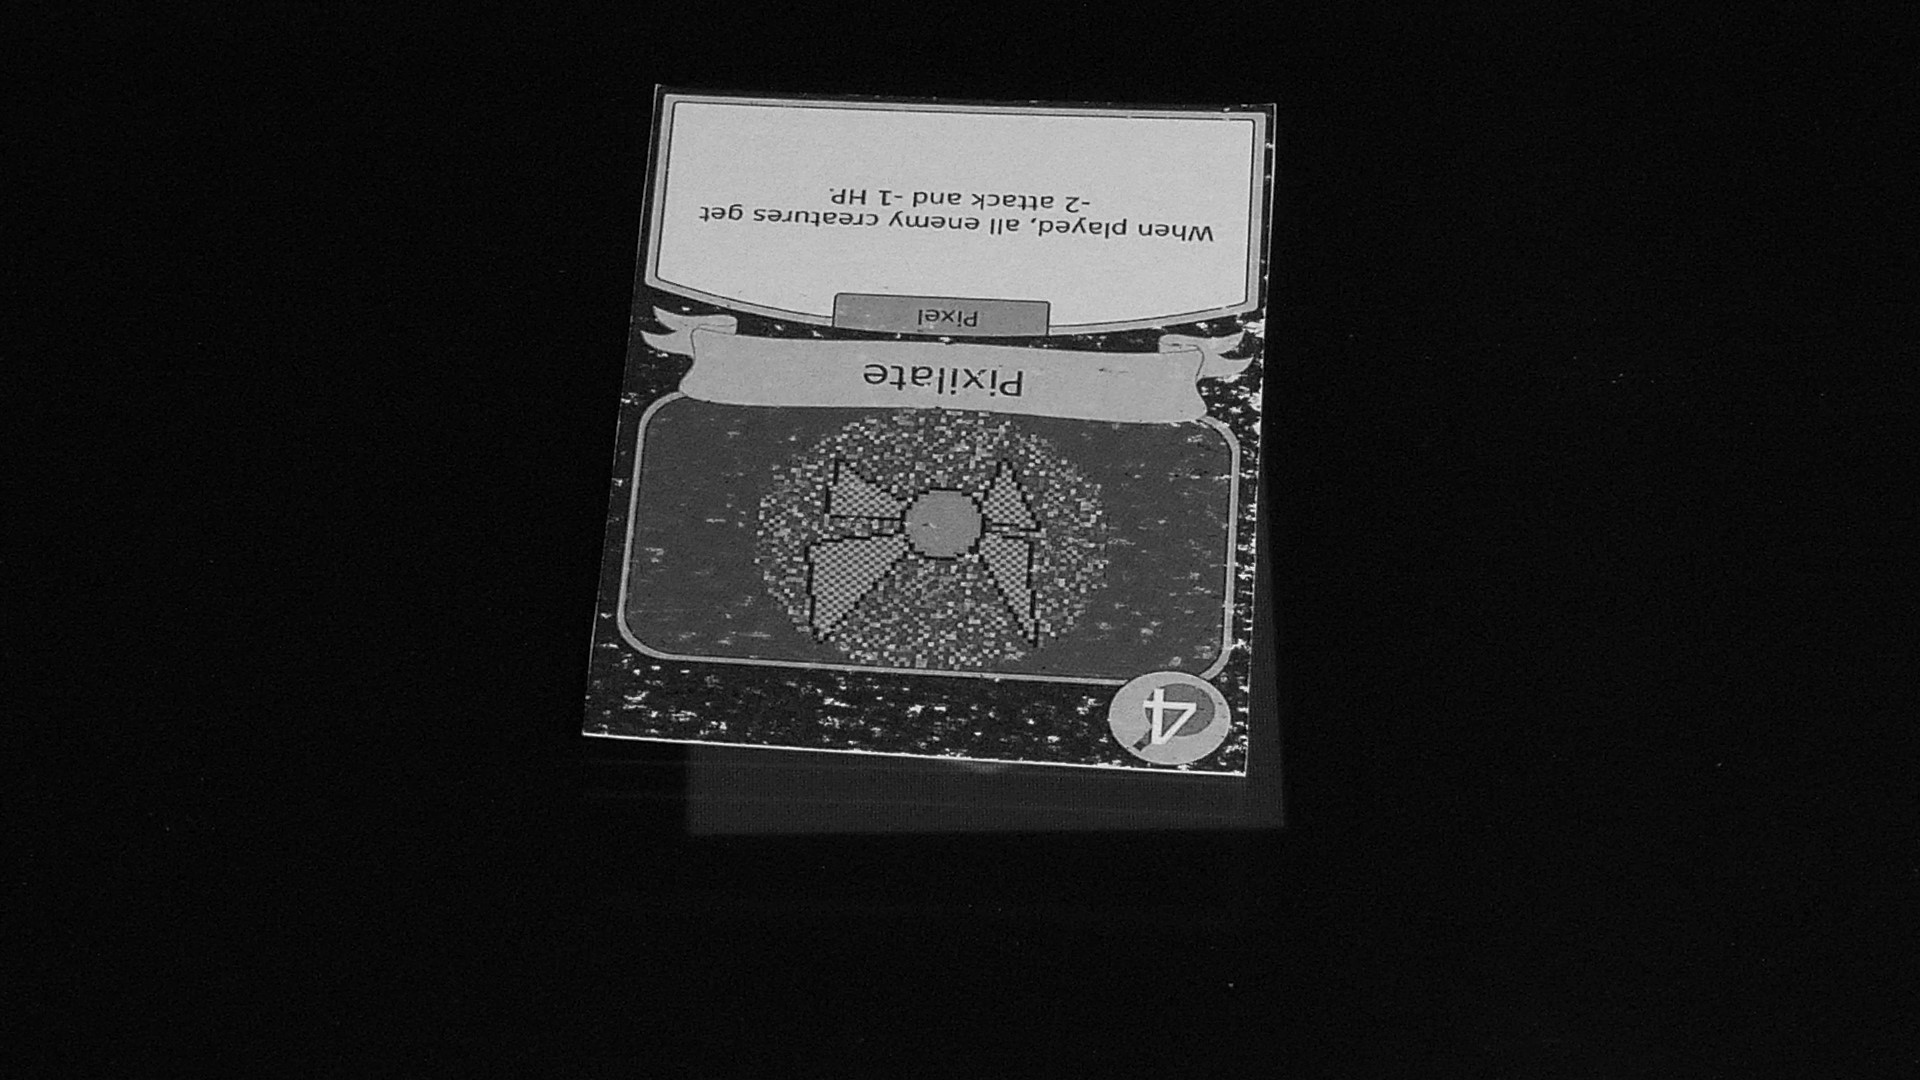 4
Pixilate
Pixel
When played, all enemy creatures get
-2 attack and -1 HP.